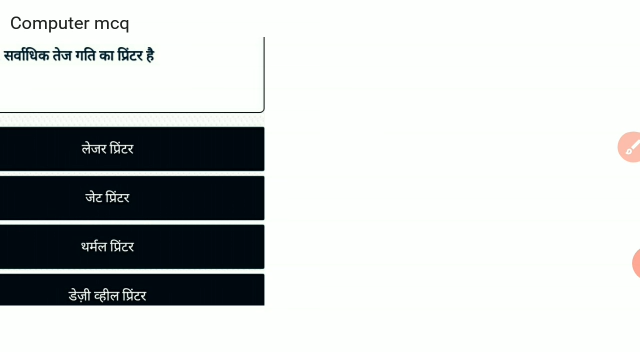 Computer mcq
सर्वाधिक तेज गति का प्रिंटर है
लेजर प्रिंटर
जेट प्रिंटर
थर्मल प्रिंटर
डेज़ी व्हील प्रिंटर